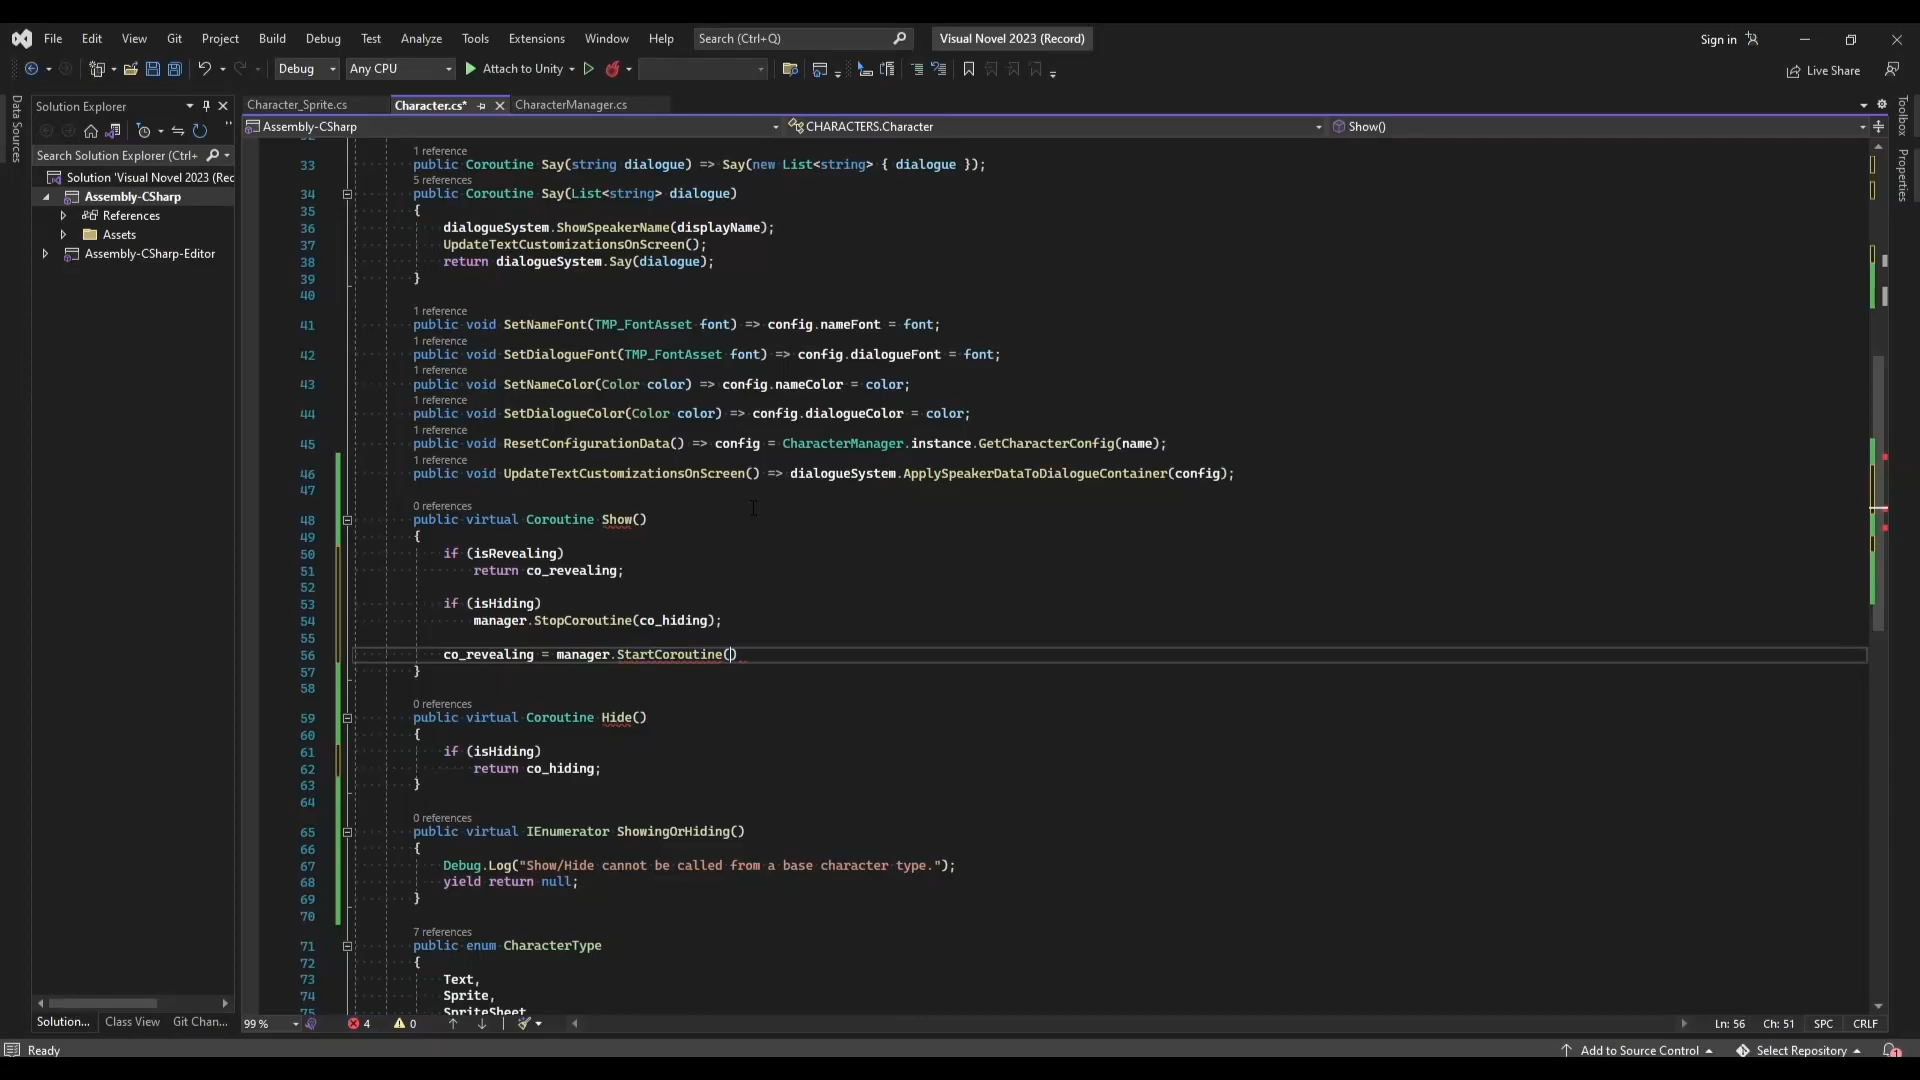 File Edit View Git Project Build Debug Test Analyze Tools Extensions Window Help Search (Ctrl+Q) Visual Novel 2023 (Record) Sign in
Debug Any CPU Attach to Unity Live Share
Data Sources
Solution Explorer
Search Solution Explorer (Ctrl+
Solution 'Visual Novel 2023 (Rec
Assembly-CSharp
References
Assets
Assembly-CSharp-Editor
Solution... Class View Git Chan...
Character_Sprite.cs Character.cs* CharacterManager.cs
Assembly-CSharp CHARACTERS.Character Show()
1 reference
33 public Coroutine Say(string dialogue) => Say(new List<string> { dialogue });
5 references
34 public Coroutine Say(List<string> dialogue)
35 {
36 dialogueSystem.ShowSpeakerName(displayName);
37 UpdateTextCustomizationsOnScreen();
38 return dialogueSystem.Say(dialogue);
39 }
40
1 reference
41 public void SetNameFont(TMP_FontAsset font) => config.nameFont = font;
1 reference
42 public void SetDialogueFont(TMP_FontAsset font) => config.dialogueFont = font;
1 reference
43 public void SetNameColor(Color color) => config.nameColor = color;
1 reference
44 public void SetDialogueColor(Color color) => config.dialogueColor = color;
1 reference
45 public void ResetConfigurationData() => config = CharacterManager.instance.GetCharacterConfig(name);
1 reference
46 public void UpdateTextCustomizationsOnScreen() => dialogueSystem.ApplySpeakerDataToDialogueContainer(config);
47
0 references
48 public virtual Coroutine Show()
49 {
50 if (isRevealing)
51 return co_revealing;
52
53 if (isHiding)
54 manager.StopCoroutine(co_hiding);
55
56 co_revealing = manager.StartCoroutine()
57 }
58
0 references
59 public virtual Coroutine Hide()
60 {
61 if (isHiding)
62 return co_hiding;
63 }
64
0 references
65 public virtual IEnumerator ShowingOrHiding()
66 {
67 Debug.Log("Show/Hide cannot be called from a base character type.");
68 yield return null;
69 }
70
7 references
71 public enum CharacterType
72 {
73 Text,
74 Sprite,
75 SpriteSheet
99 % 4 0 Ln: 56 Ch: 51 SPC CRLF
Toolbox
Properties
Ready Add to Source Control Select Repository 1